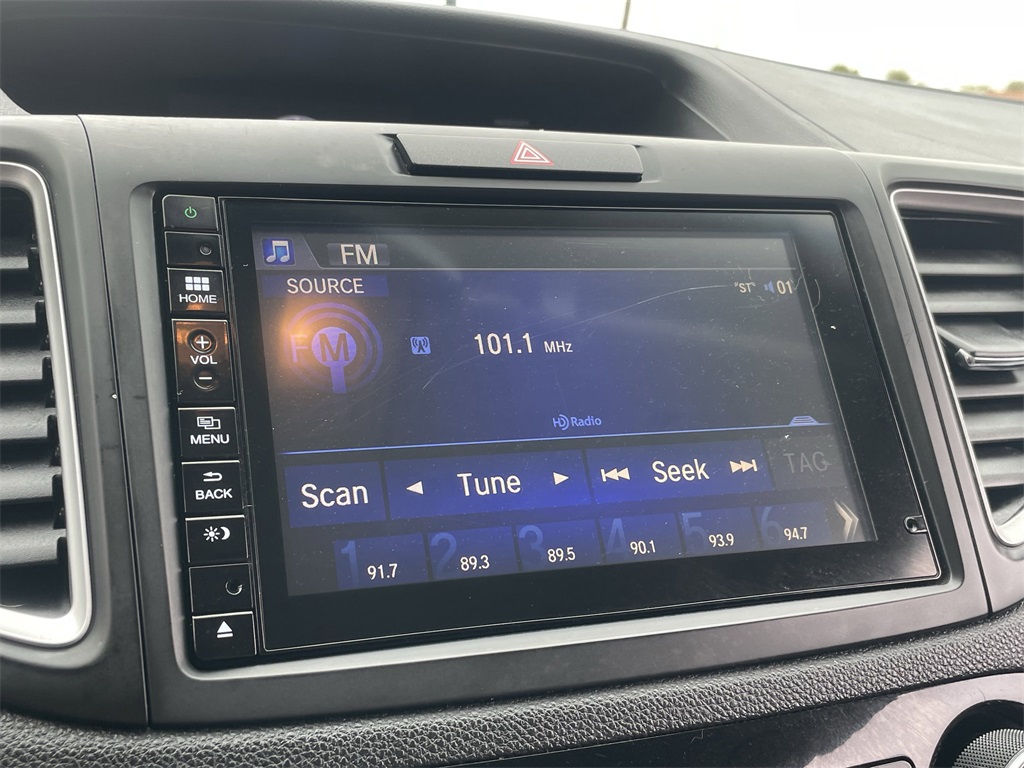 FM
SOURCE
"ST" 01
FM
101.1 MHz
HD Radio
Scan Tune Seek TAG
1 91.7 2 89.3 3 89.5 4 90.1 5 93.9 6 94.7
HOME
+
VOL
−
MENU
BACK